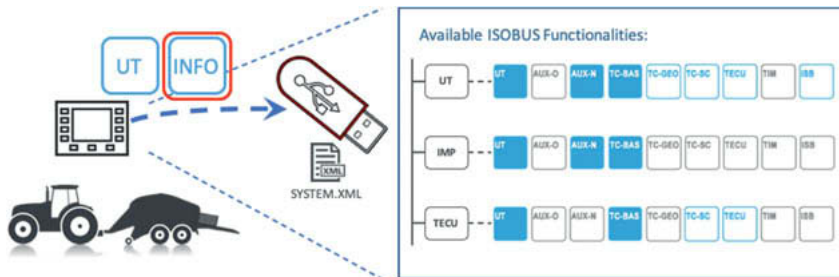 UT INFO
XML
SYSTEM.XML
Available ISOBUS Functionalities:
UT UT AUX-O AUX-N TC-BAS TC-GEO TC-SC TECU TIM ISB
IMP UT AUX-O AUX-N TC-BAS TC-GEO TC-SC TECU TIM ISB
TECU UT AUX-O AUX-N TC-BAS TC-GEO TC-SC TECU TIM ISB